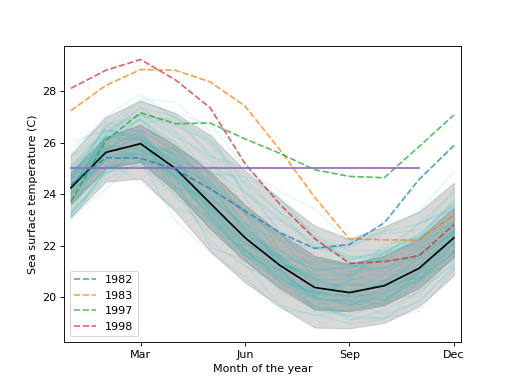 Sea surface temperature (C)
28
26
24
22
20
1982
1983
1997
1998
Mar
Jun
Sep
Dec
Month of the year